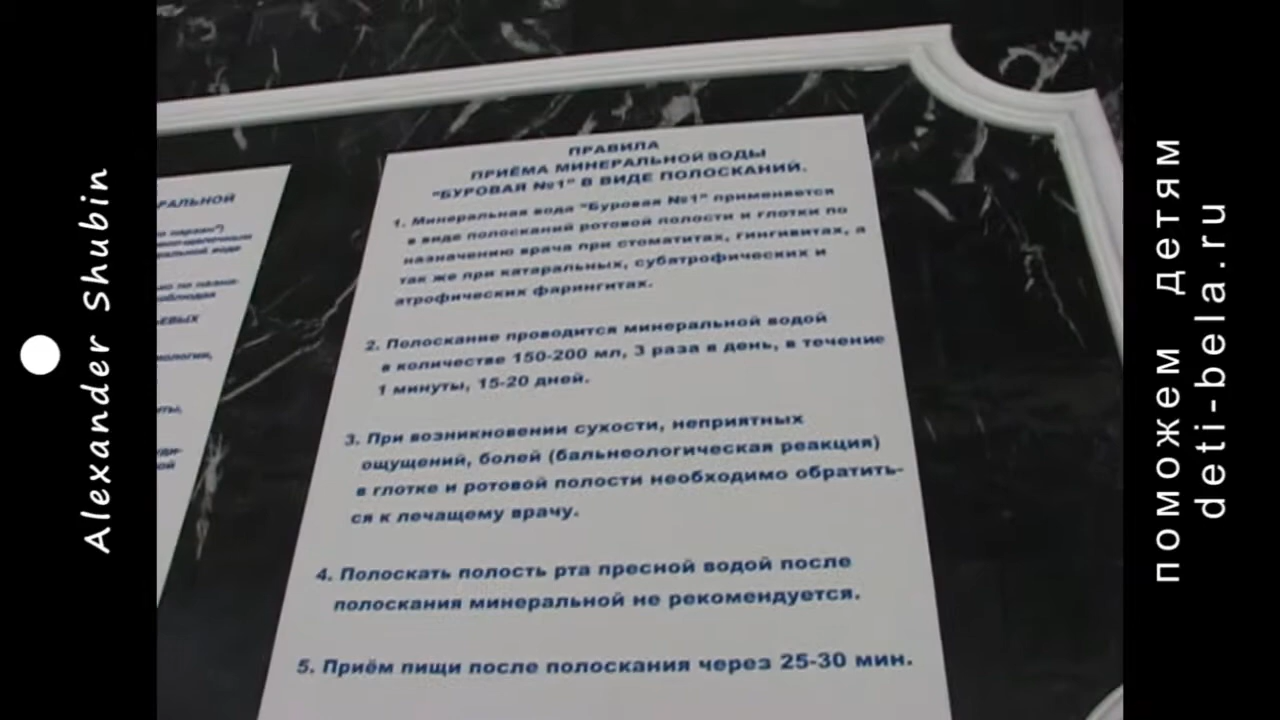 Alexander Shubin
РАЛЬНОЙ
ЬЕВЫХ
ПРАВИЛА
ПРИЁМА МИНЕРАЛЬНОЙ ВОДЫ
"БУРОВАЯ №1" В ВИДЕ ПОЛОСКАНИЙ.
1. Минеральная вода "Буровая №1" применяется
в виде полосканий ротовой полости и глотки по
назначению врача при стоматитах, гингивитах, а
так же при катаральных, субатрофических и
атрофических фарингитах.
2. Полоскание проводится минеральной водой
в количестве 150-200 мл, 3 раза в день, в течение
1 минуты, 15-20 дней.
3. При возникновении сухости, неприятных
ощущений, болей (бальнеологическая реакция)
в глотке и ротовой полости необходимо обратить-
ся к лечащему врачу.
4. Полоскать полость рта пресной водой после
полоскания минеральной не рекомендуется.
5. Приём пищи после полоскания через 25-30 мин.
поможем детям
deti-bela.ru